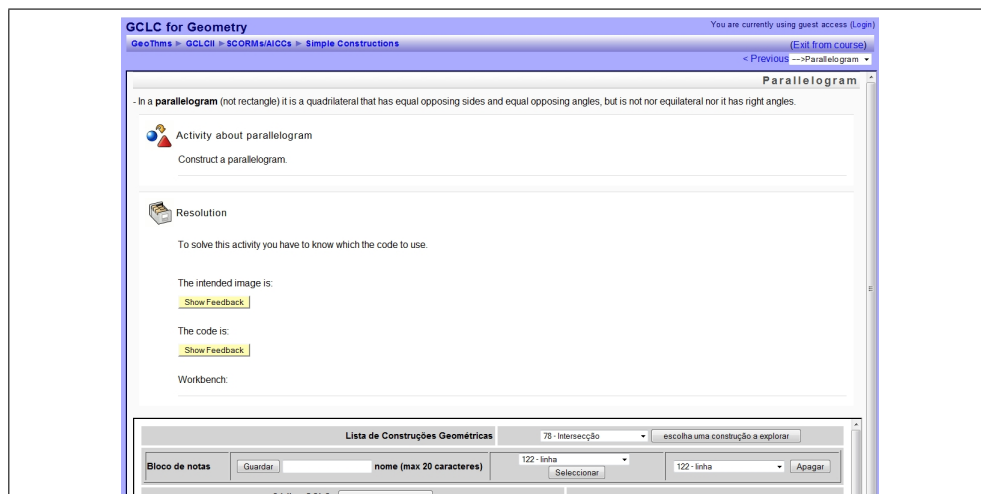 GCLC for Geometry
You are currently using guest access (Login)
GeoThms ► GCLCII ► SCORMs/AICCs ► Simple Constructions
(Exit from course)
< Previous -->Parallelogram
Parallelogram
- In a parallelogram (not rectangle) it is a quadrilateral that has equal opposing sides and equal opposing angles, but is not nor equilateral nor it has right angles.
Activity about parallelogram
Construct a parallelogram.
Resolution
To solve this activity you have to know which the code to use.
The intended image is:
Show Feedback
The code is:
Show Feedback
Workbench:
Lista de Construções Geométricas 78 - Intersecção escolha uma construção a explorar
Bloco de notas Guardar nome (max 20 caracteres) 122 - linha Seleccionar 122 - linha Apagar